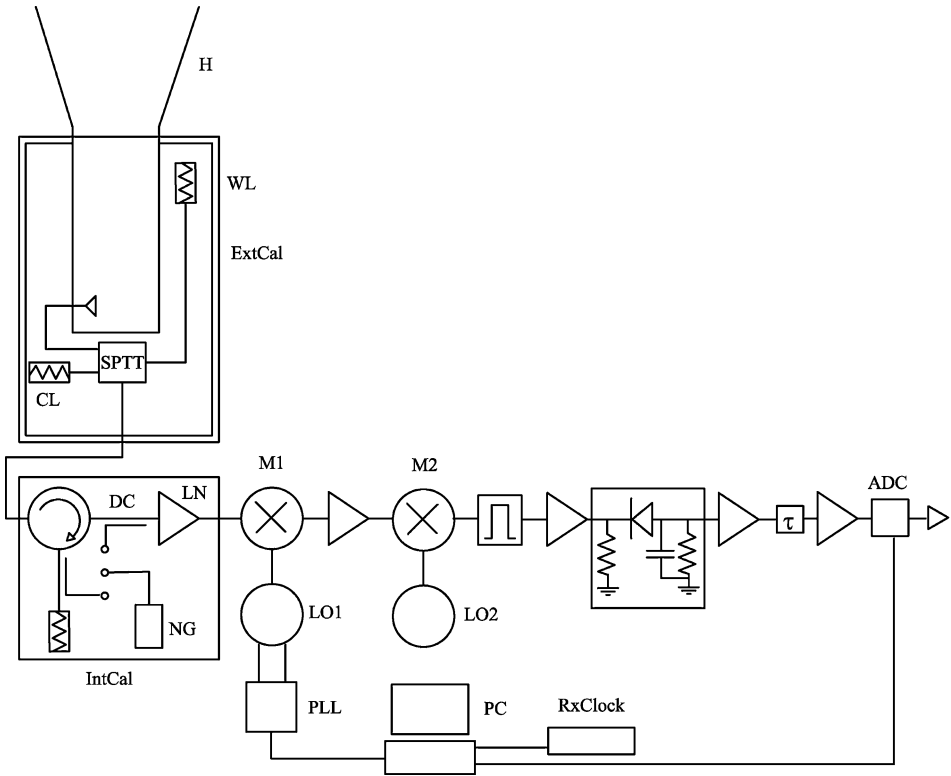 H
WL
ExtCal
SPTT
CL
M1
M2
ADC
DC
LN
τ
LO1
LO2
NG
IntCal
PLL
PC
RxClock